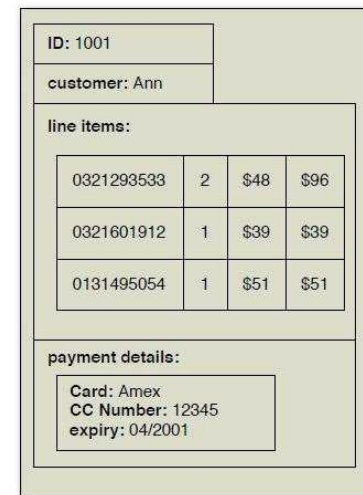 ID: 1001
customer: Ann
line items:
0321293533 2 $48 $96
0321601912 1 $39 $39
0131495054 1 $51 $51
payment details:
Card: Amex
CC Number: 12345
expiry: 04/2001